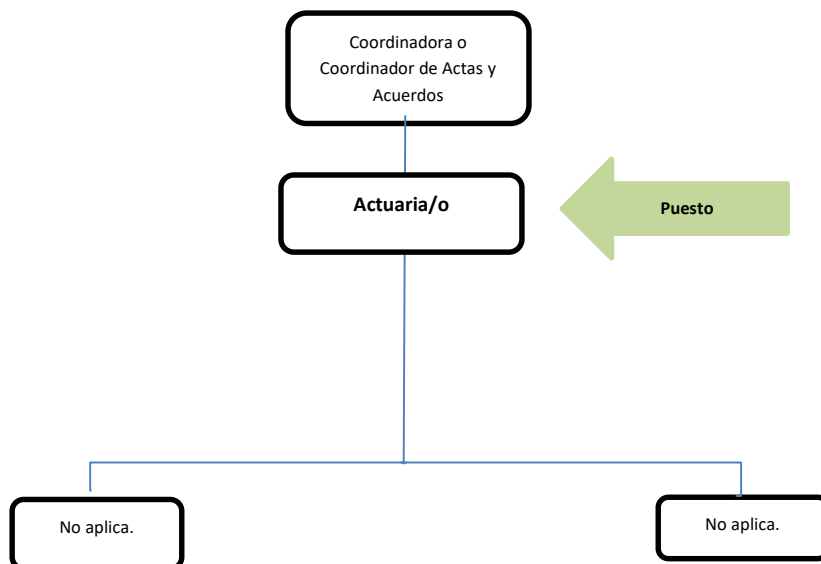 Coordinadora o
Coordinador de Actas y
Acuerdos
Actuaria/o
Puesto
No aplica.
No aplica.